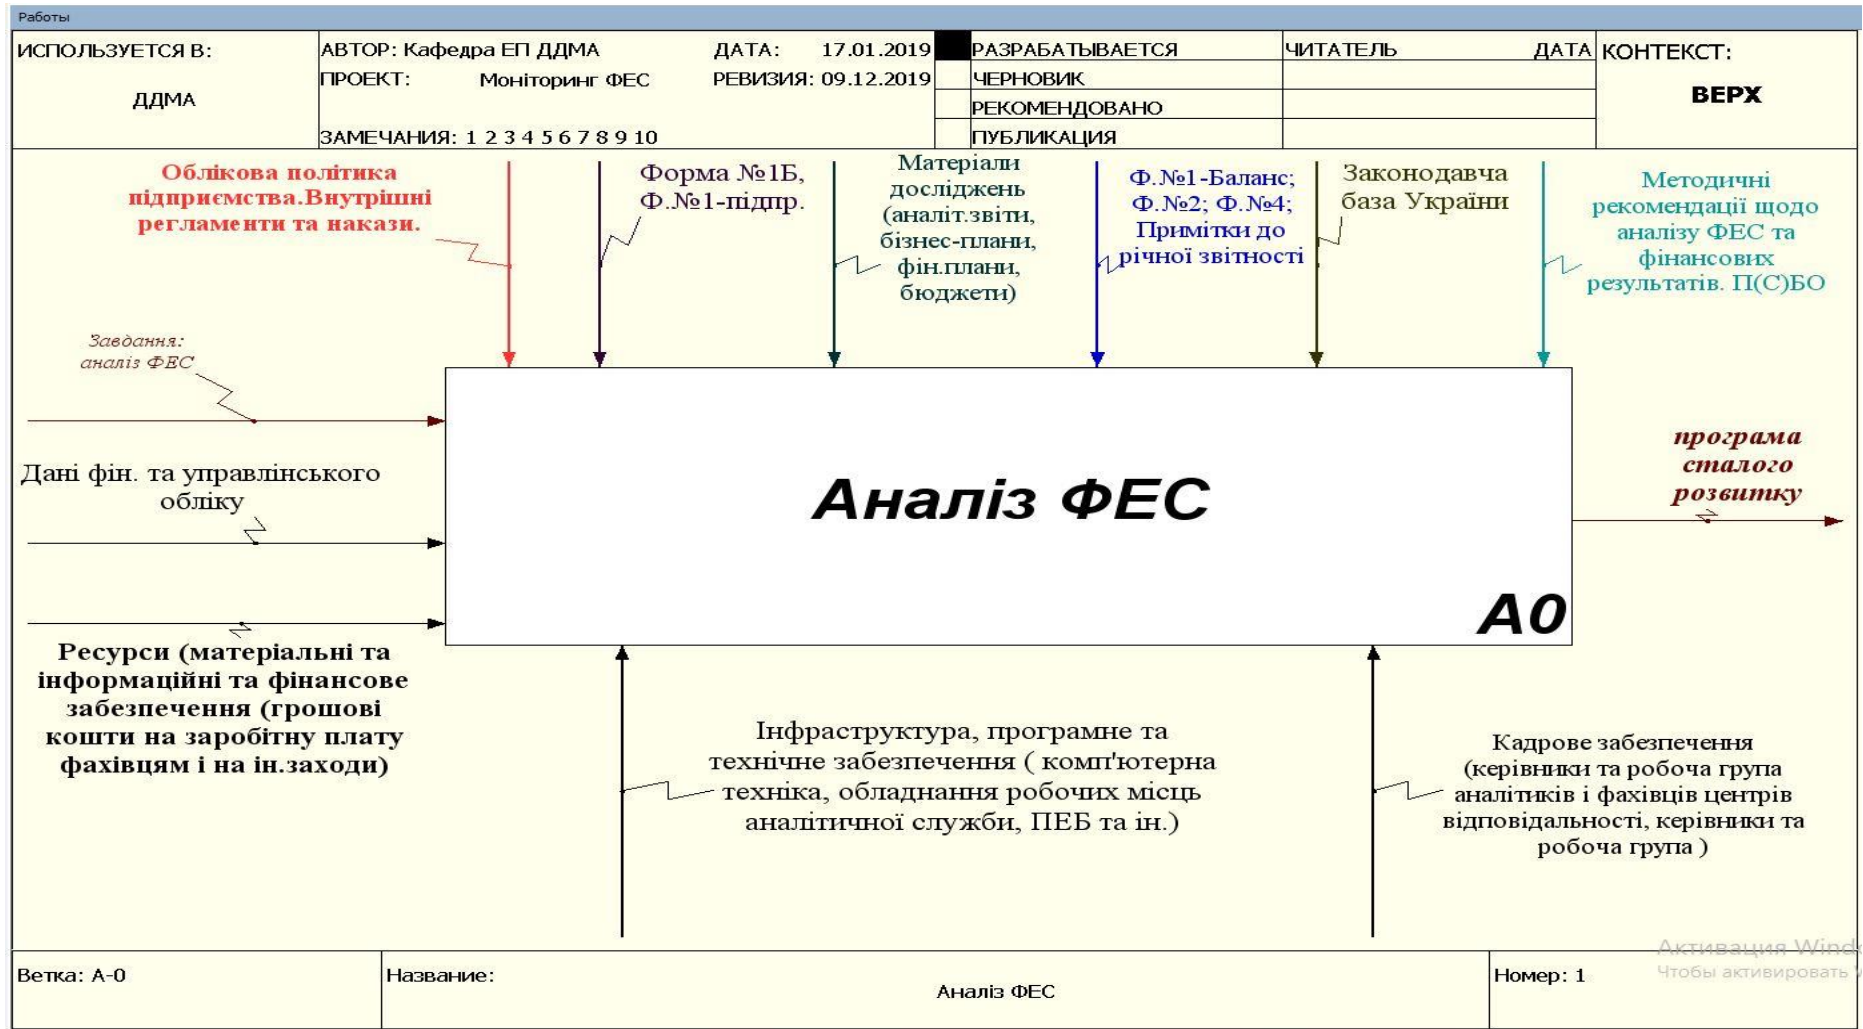 Работы
ИСПОЛЬЗУЕТСЯ В:
ДДМА
АВТОР: Кафедра ЕП ДДМА
ДАТА: 17.01.2019
ПРОЕКТ: Моніторинг ФЕС
РЕВИЗИЯ: 09.12.2019
ЗАМЕЧАНИЯ: 1 2 3 4 5 6 7 8 9 10
РАЗРАБАТЫВАЕТСЯ
ЧЕРНОВИК
РЕКОМЕНДОВАНО
ПУБЛИКАЦИЯ
ЧИТАТЕЛЬ
ДАТА
КОНТЕКСТ:
ВЕРХ
Облікова політика
підприємства.Внутрішні
регламенти та накази.
Форма №1Б,
Ф.№1-підпр.
Матеріали
досліджень
(аналіт.звіти,
бізнес-плани,
фін.плани,
бюджети)
Ф.№1-Баланс;
Ф.№2; Ф.№4;
Примітки до
річної звітності
Законодавча
база України
Методичні
рекомендації щодо
аналізу ФЕС та
фінансових
результатів. П(С)БО
Завдання:
аналіз ФЕС
Дані фін. та управлінського
обліку
Ресурси (матеріальні та
інформаційні та фінансове
забезпечення (грошові
кошти на заробітну плату
фахівцям і на ін.заходи)
Аналіз ФЕС
A0
програма
сталого
розвитку
Інфраструктура, програмне та
технічне забезпечення ( комп'ютерна
техніка, обладнання робочих місць
аналітичної служби, ПЕБ та ін.)
Кадрове забезпечення
(керівники та робоча група
аналітиків і фахівців центрів
відповідальності, керівники та
робоча група )
Активация Wind
Чтобы активировать
Ветка: A-0
Название:
Аналіз ФЕС
Номер: 1